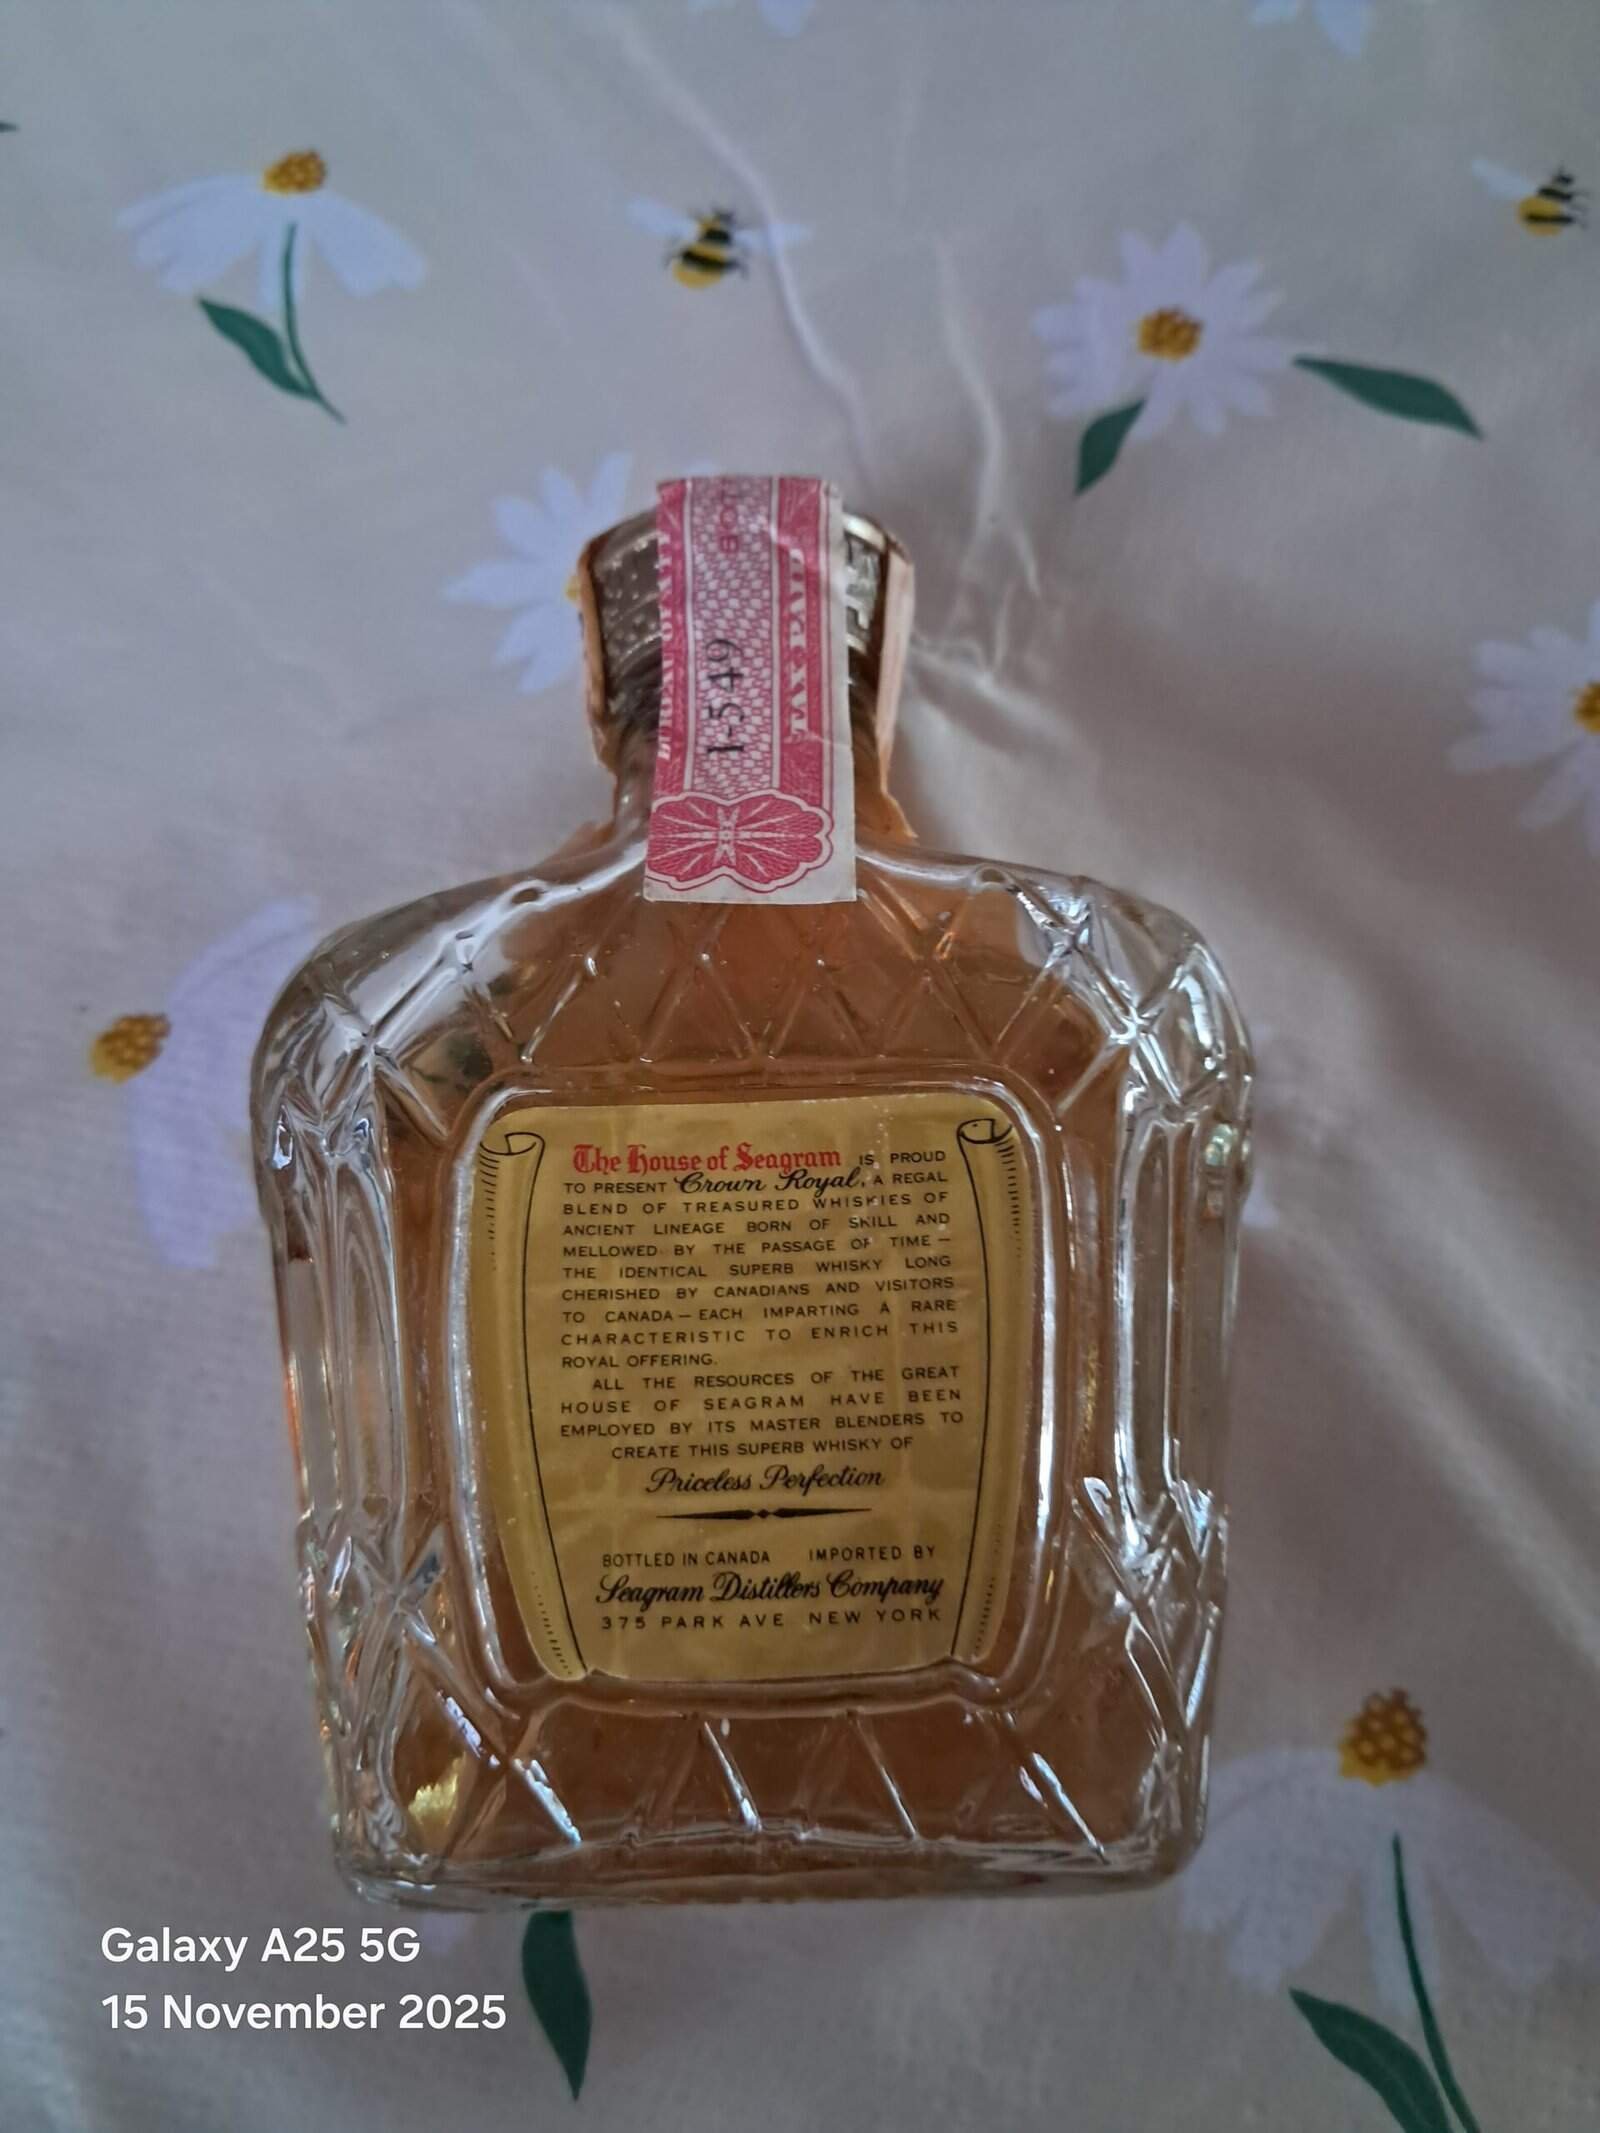 BOT
TAX PAID
1-549
The House of Seagram IS PROUD
TO PRESENT Crown Royal, A REGAL
BLEND OF TREASURED WHISKIES OF
ANCIENT LINEAGE BORN OF SKILL AND
MELLOWED BY THE PASSAGE OF TIME —
THE IDENTICAL SUPERB WHISKY LONG
CHERISHED BY CANADIANS AND VISITORS
TO CANADA — EACH IMPARTING A RARE
CHARACTERISTIC TO ENRICH THIS
ROYAL OFFERING.
ALL THE RESOURCES OF THE GREAT
HOUSE OF SEAGRAM HAVE BEEN
EMPLOYED BY ITS MASTER BLENDERS TO
CREATE THIS SUPERB WHISKY OF
Priceless Perfection
BOTTLED IN CANADA IMPORTED BY
Seagram Distillers Company
375 PARK AVE NEW YORK
Galaxy A25 5G
15 November 2025